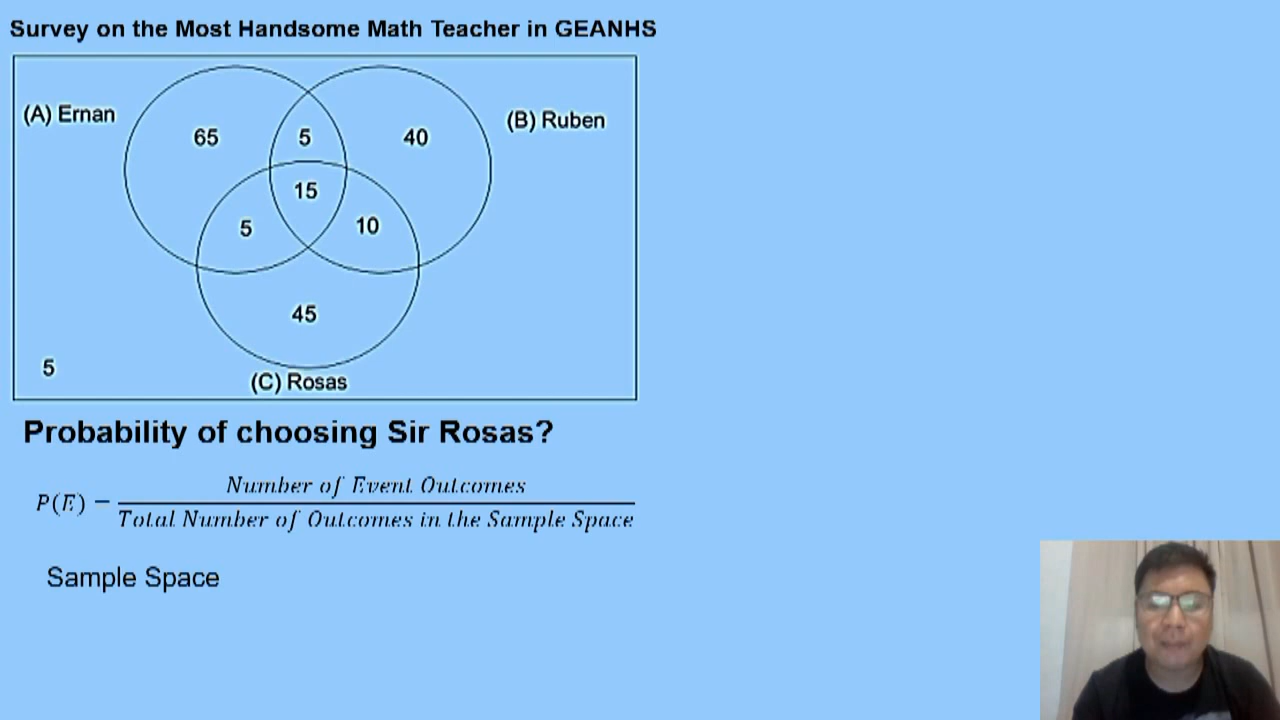 Survey on the Most Handsome Math Teacher in GEANHS
(A) Ernan
(B) Ruben
65
5
40
15
5
10
45
5
(C) Rosas
Probability of choosing Sir Rosas?
P(E) = Number of Event Outcomes
Total Number of Outcomes in the Sample Space
Sample Space